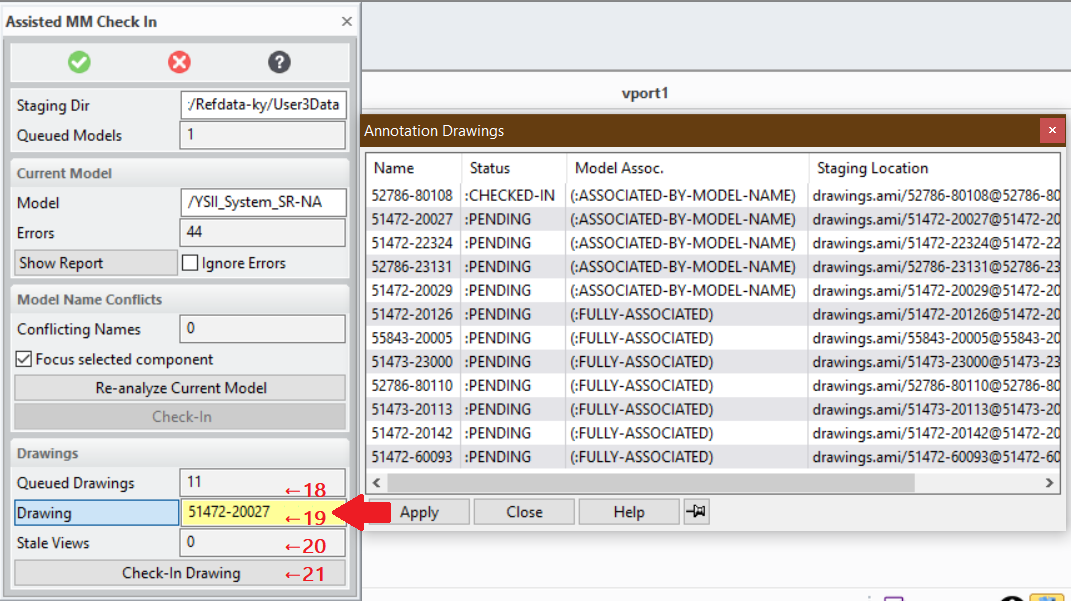 Assisted MM Check In
Staging Dir :/Refdata-ky/User3Data
Queued Models 1
Current Model
Model /YSII_System_SR-NA
Errors 44
Show Report Ignore Errors
Model Name Conflicts
Conflicting Names 0
Focus selected component
Re-analyze Current Model
Check-In
Drawings
Queued Drawings 11 ←18
Drawing 51472-20027 ←19
Stale Views 0 ←20
Check-In Drawing ←21
vport1
Annotation Drawings
Name Status Model Assoc. Staging Location
52786-80108 :CHECKED-IN (:ASSOCIATED-BY-MODEL-NAME) drawings.ami/52786-80108@52786-80
51472-20027 :PENDING (:ASSOCIATED-BY-MODEL-NAME) drawings.ami/51472-20027@51472-20
51472-22324 :PENDING (:ASSOCIATED-BY-MODEL-NAME) drawings.ami/51472-22324@51472-22
52786-23131 :PENDING (:ASSOCIATED-BY-MODEL-NAME) drawings.ami/52786-23131@52786-23
51472-20029 :PENDING (:ASSOCIATED-BY-MODEL-NAME) drawings.ami/51472-20029@51472-20
51472-20126 :PENDING (:FULLY-ASSOCIATED) drawings.ami/51472-20126@51472-20
55843-20005 :PENDING (:FULLY-ASSOCIATED) drawings.ami/55843-20005@55843-20
51473-23000 :PENDING (:FULLY-ASSOCIATED) drawings.ami/51473-23000@51473-23
52786-80110 :PENDING (:FULLY-ASSOCIATED) drawings.ami/52786-80110@52786-80
51473-20113 :PENDING (:FULLY-ASSOCIATED) drawings.ami/51473-20113@51473-20
51472-20142 :PENDING (:FULLY-ASSOCIATED) drawings.ami/51472-20142@51472-20
51472-60093 :PENDING (:FULLY-ASSOCIATED) drawings.ami/51472-60093@51472-60
Apply Close Help